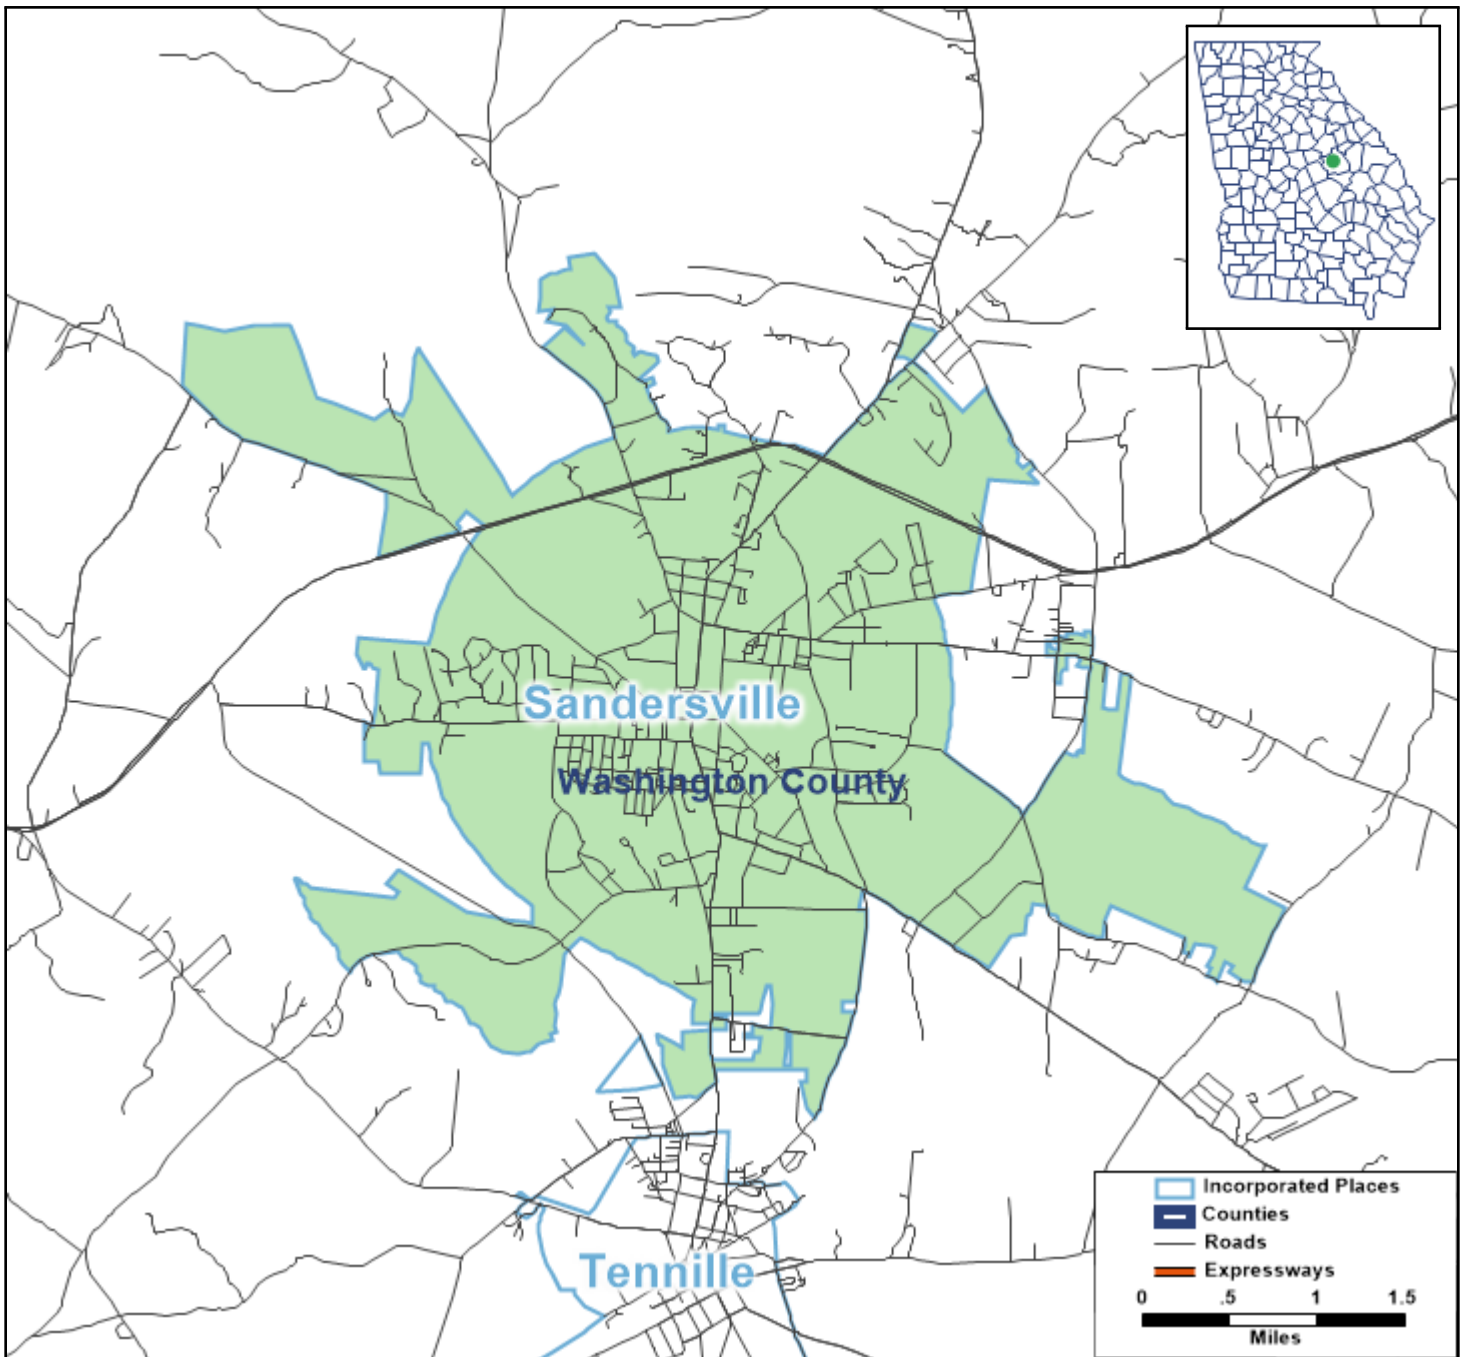 Sandersville
Washington County
Tennille
Incorporated Places
Counties
Roads
Expressways
0 .5 1 1.5
Miles